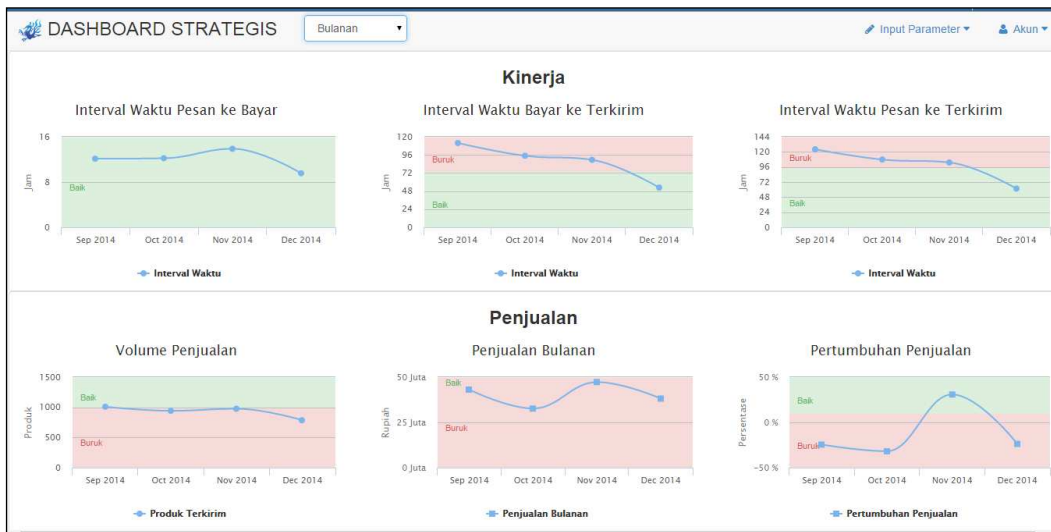 DASHBOARD STRATEGIS Bulanan Input Parameter Akun
Kinerja
Interval Waktu Pesan ke Bayar
16
8
0
Jam
Baik
Sep 2014 Oct 2014 Nov 2014 Dec 2014
Interval Waktu
Interval Waktu Bayar ke Terkirim
120
96
72
48
24
0
Jam
Buruk
Baik
Sep 2014 Oct 2014 Nov 2014 Dec 2014
Interval Waktu
Interval Waktu Pesan ke Terkirim
144
120
96
72
48
24
0
Jam
Buruk
Baik
Sep 2014 Oct 2014 Nov 2014 Dec 2014
Interval Waktu
Penjualan
Volume Penjualan
1500
1000
500
0
Produk
Baik
Buruk
Sep 2014 Oct 2014 Nov 2014 Dec 2014
Produk Terkirim
Penjualan Bulanan
50 Juta
25 Juta
0 Juta
Rupiah
Baik
Buruk
Sep 2014 Oct 2014 Nov 2014 Dec 2014
Penjualan Bulanan
Pertumbuhan Penjualan
50 %
0 %
-50 %
Persentase
Baik
Buruk
Sep 2014 Oct 2014 Nov 2014 Dec 2014
Pertumbuhan Penjualan